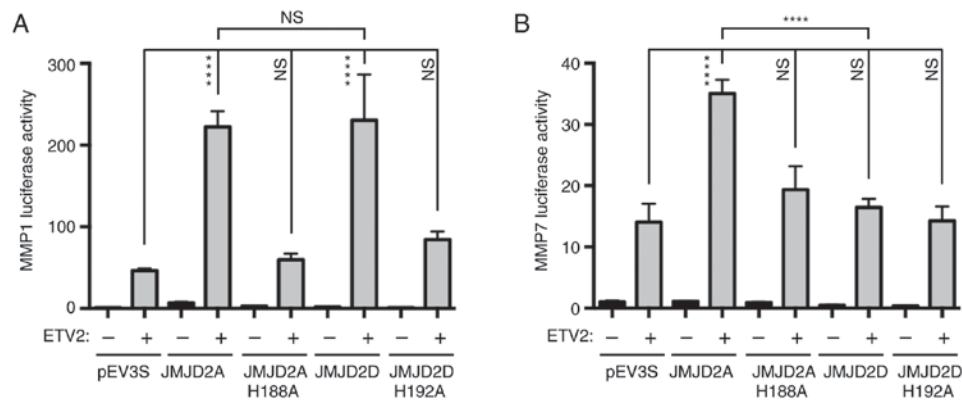 A
NS
****
NS
****
NS
300
200
100
0
MMP1 luciferase activity
ETV2: – + – + – + – + – +
pEV3S JMJD2A JMJD2A JMJD2D JMJD2D
H188A H192A
B
****
****
NS
NS
NS
40
30
20
10
0
MMP7 luciferase activity
ETV2: – + – + – + – + – +
pEV3S JMJD2A JMJD2A JMJD2D JMJD2D
H188A H192A